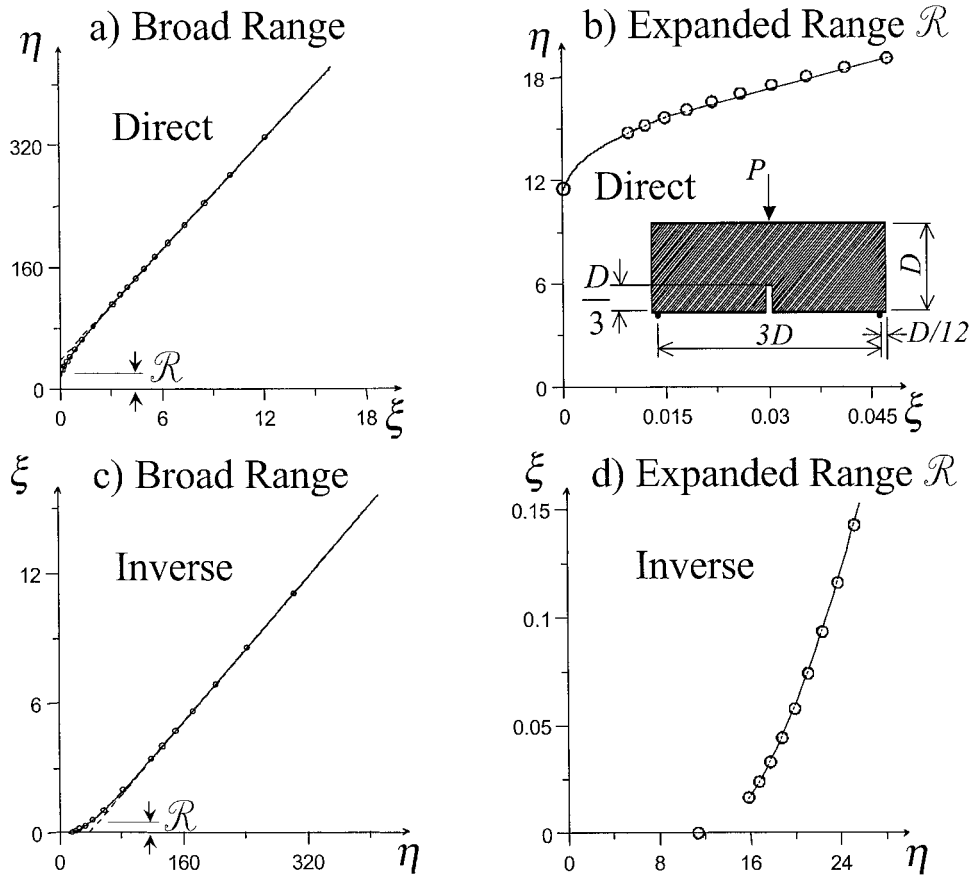 a) Broad Range
η
320
160
0
Direct
ℛ
0 6 12 18
ξ
b) Expanded Range ℛ
η
18
12
6
0
Direct
P
D
D
3
3D
D/12
0 0.015 0.03 0.045
ξ
c) Broad Range
ξ
12
6
0
Inverse
ℛ
0 160 320
η
d) Expanded Range ℛ
ξ
0.15
0.1
0.05
0
Inverse
0 8 16 24
η